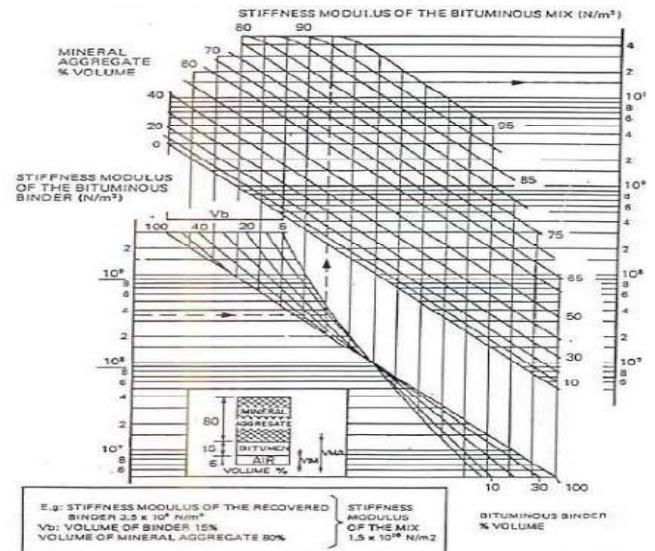 STIFFNESS MODULUS OF THE BITUMINOUS MIX (N/m²)
80 90
MINERAL
AGGREGATE
% VOLUME
70
60
40
20
0
95
85
75
65
50
30
10
STIFFNESS MODULUS
OF THE BITUMINOUS
BINDER (N/m²)
Vb
100 40 20 5
2
10⁹
8
6
4
2
10⁸
8
6
4
2
10⁷
8
6
4
2
8
6
4
2
10⁹
8
6
4
2
10⁸
8
6
4
2
10⁷
8
6
80
10
MINERAL
AGGREGATE
BITUMEN
AIR
VOLUME %
VIM
VMA
10 30 100
BITUMINOUS BINDER
% VOLUME
E.g: STIFFNESS MODULUS OF THE RECOVERED
BINDER 3,5 x 10⁸ N/m²
Vb: VOLUME OF BINDER 15%
VOLUME OF MINERAL AGGREGATE 80%
STIFFNESS
MODULUS
OF THE MIX
1,5 x 10¹⁰ N/m2